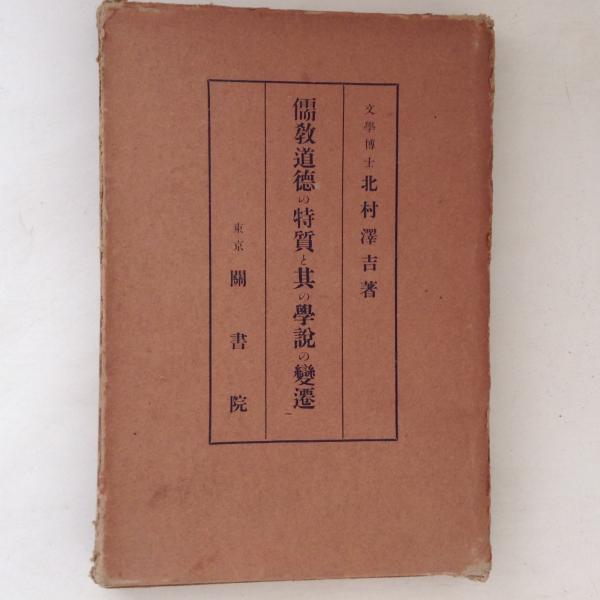 文學博士 北村澤吉著
儒教道德の特質と其の學說の變遷
東京 關書院